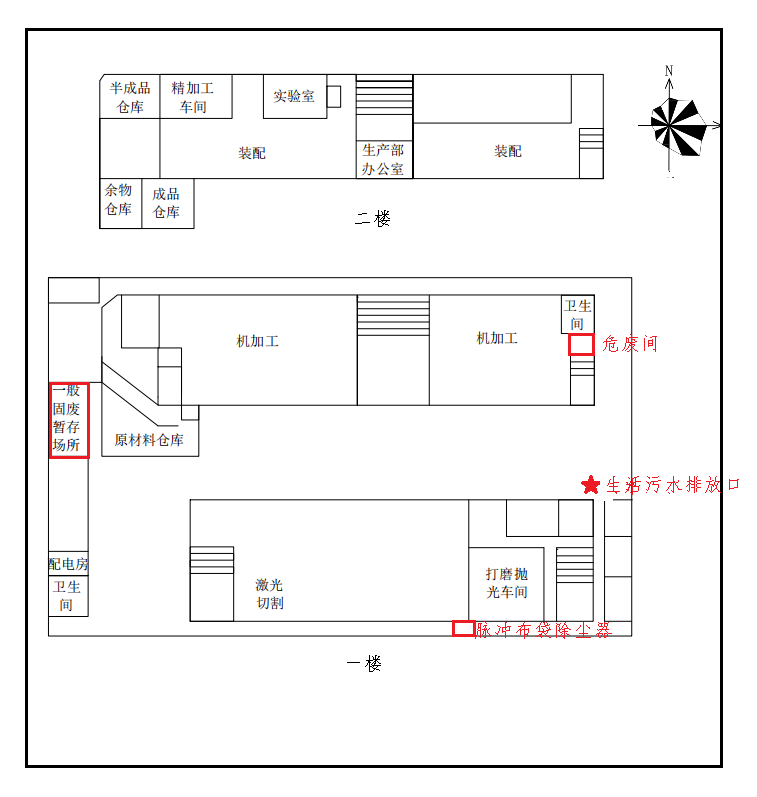 N
半成品
仓库
精加工
车间
实验室
装配
生产部
办公室
装配
余物
仓库
成品
仓库
二楼
卫生
间
机加工
机加工
危废间
一般
固废
暂存
场所
原材料仓库
生活污水排放口
配电房
卫生
间
激光
切割
打磨抛
光车间
脉冲布袋除尘器
一楼